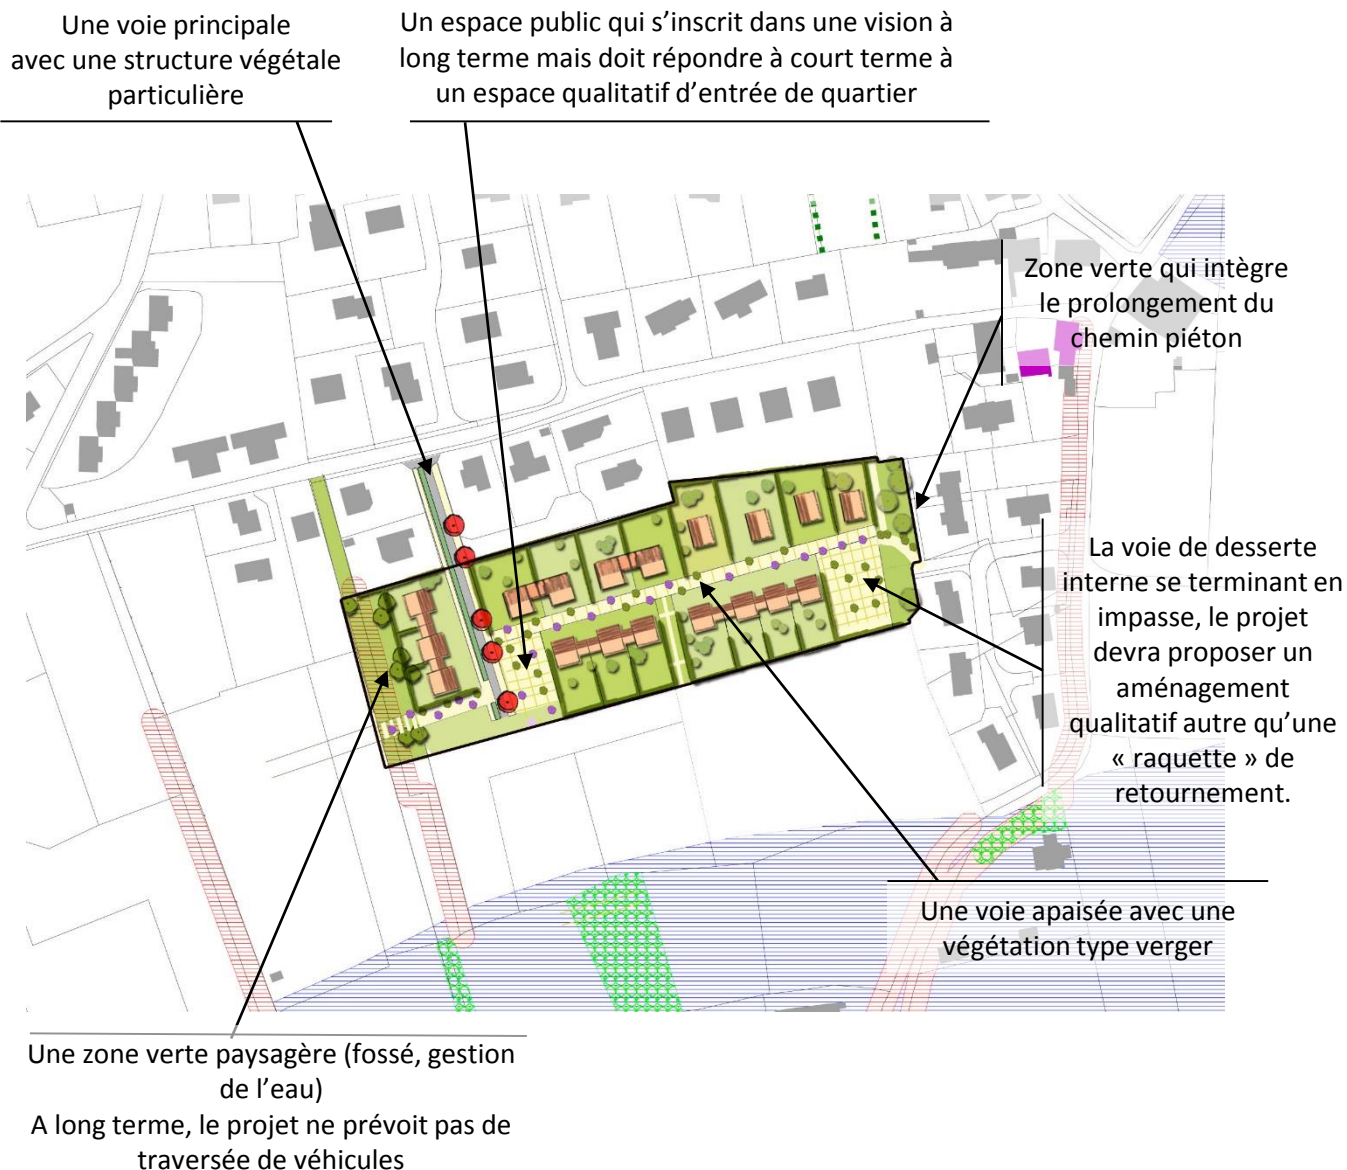 Une voie principale
avec une structure végétale
particulière
Un espace public qui s’inscrit dans une vision à
long terme mais doit répondre à court terme à
un espace qualitatif d’entrée de quartier
Zone verte qui intègre
le prolongement du
chemin piéton
La voie de desserte
interne se terminant en
impasse, le projet
devra proposer un
aménagement
qualitatif autre qu’une
« raquette » de
retournement.
Une voie apaisée avec une
végétation type verger
Une zone verte paysagère (fossé, gestion
de l’eau)
A long terme, le projet ne prévoit pas de
traversée de véhicules